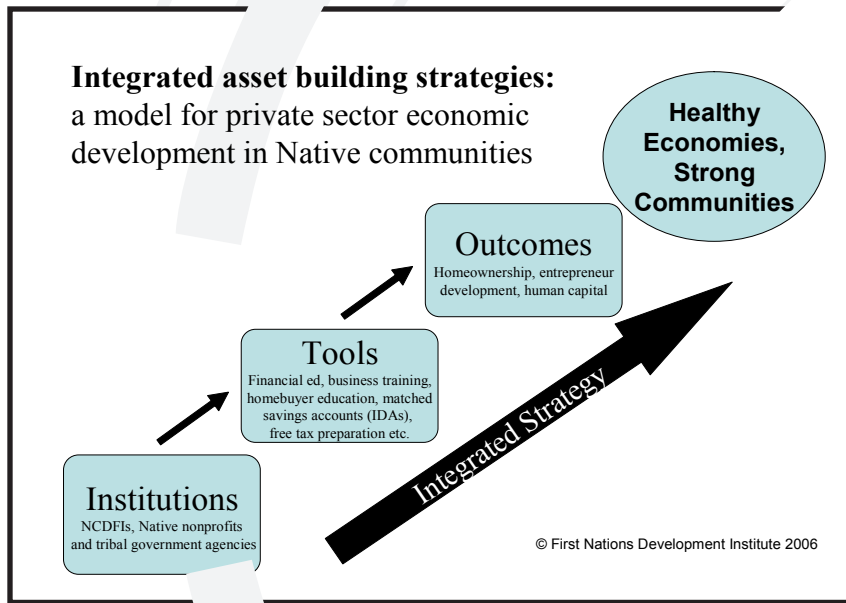 Integrated asset building strategies:
a model for private sector economic
development in Native communities
Healthy
Economies,
Strong
Communities
Outcomes
Homeownership, entrepreneur
development, human capital
Tools
Financial ed, business training,
homebuyer education, matched
savings accounts (IDAs),
free tax preparation etc.
Integrated Strategy
Institutions
NCDFIs, Native nonprofits
and tribal government agencies
© First Nations Development Institute 2006